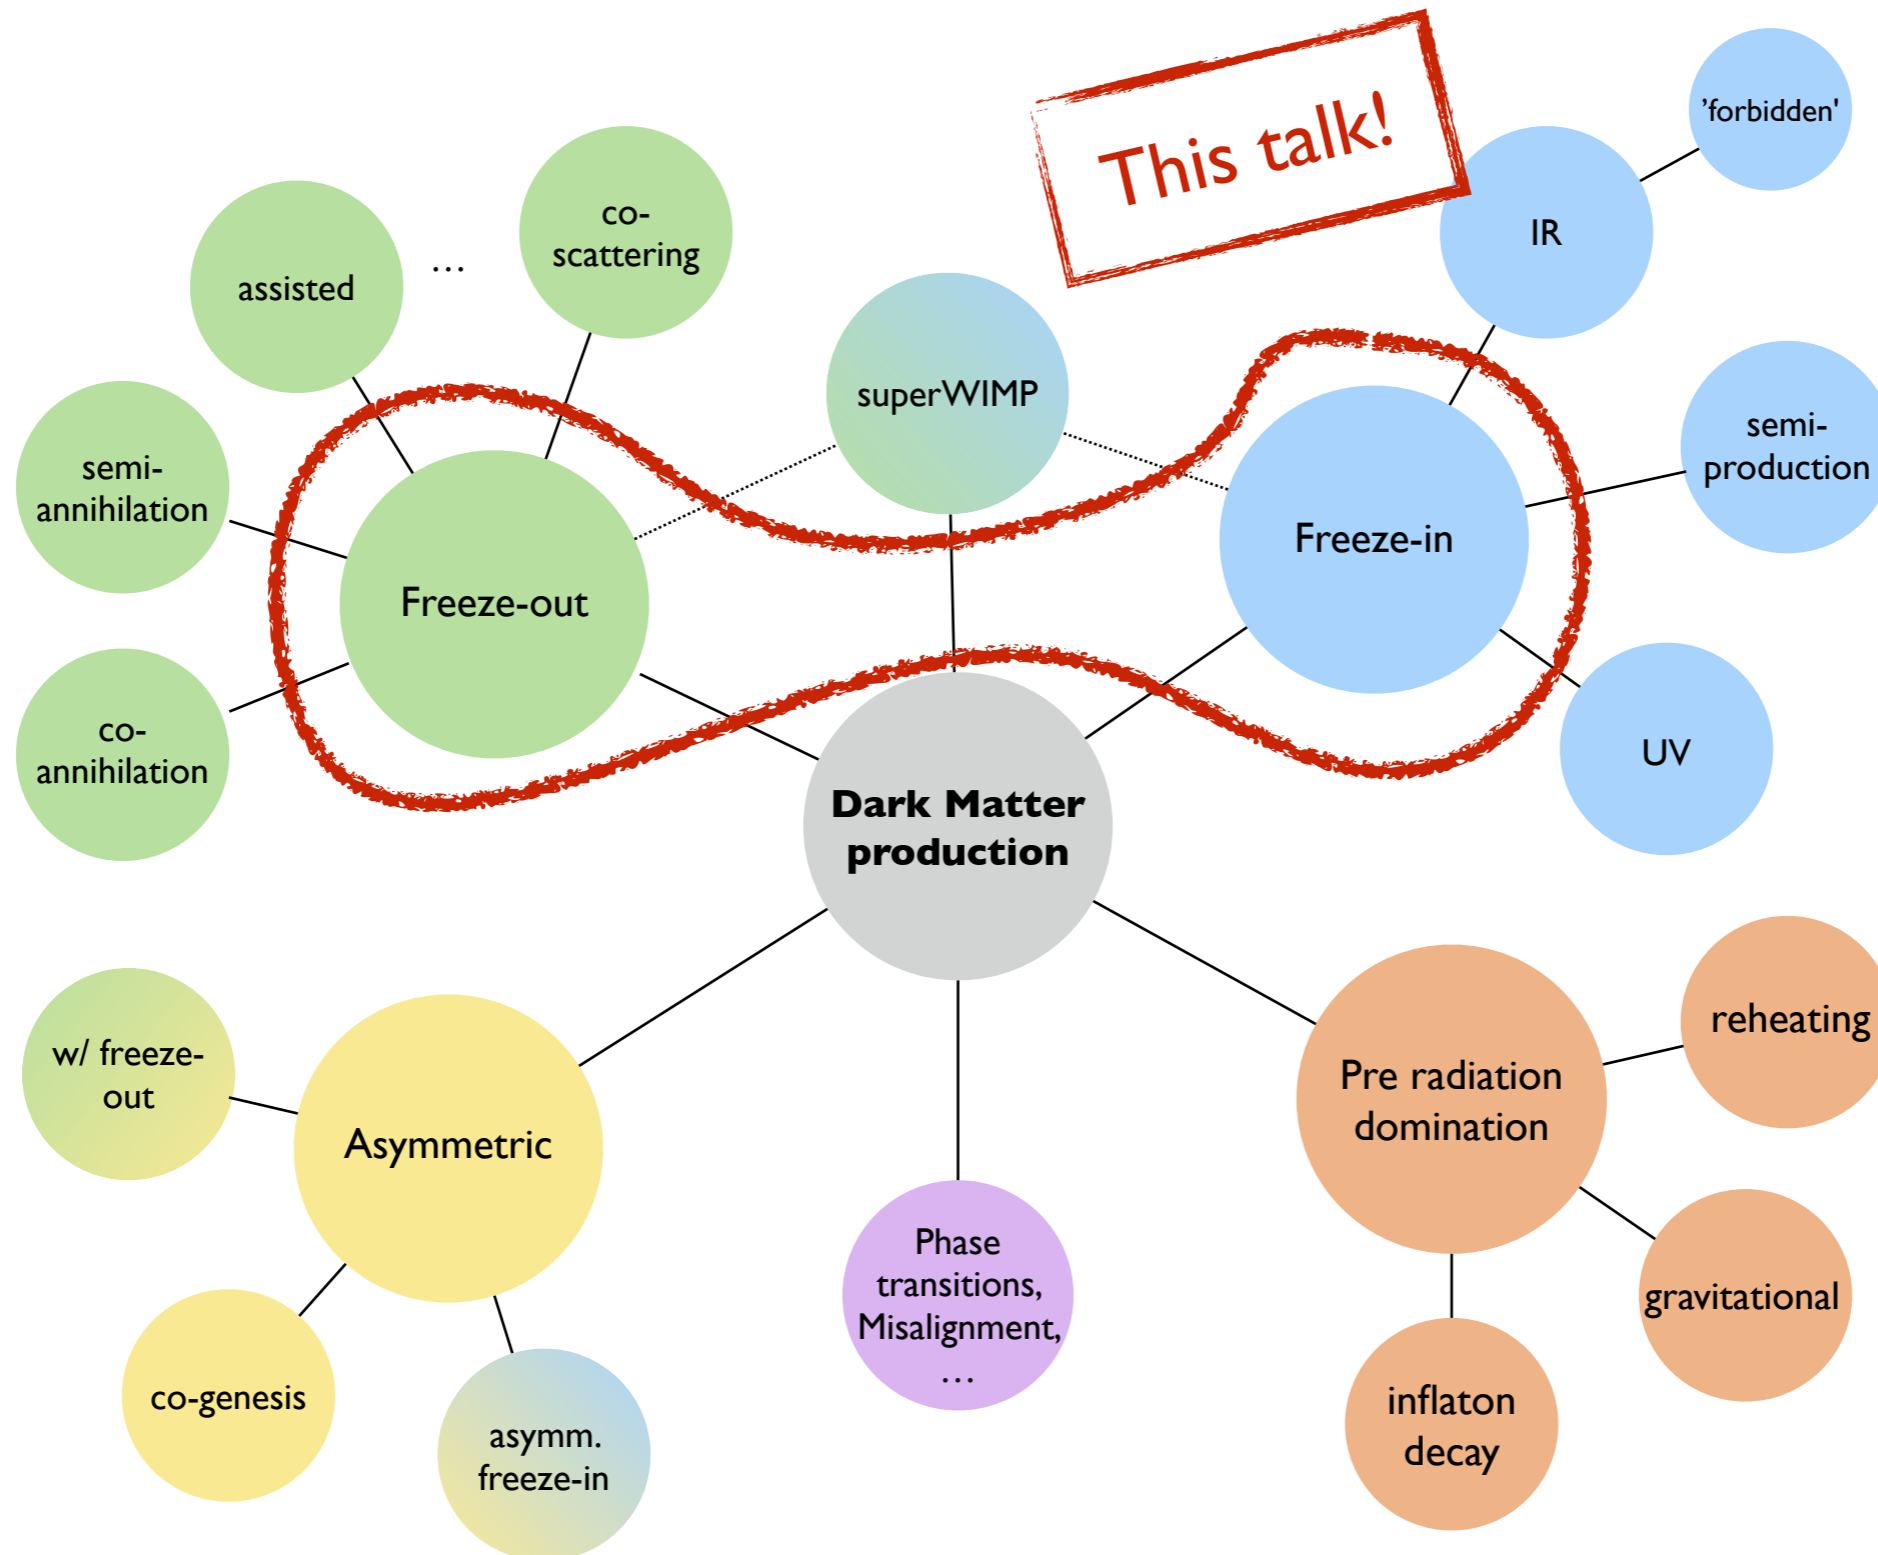 This talk!
'forbidden'
IR
co-
scattering
...
assisted
superWIMP
semi-
production
semi-
annihilation
Freeze-in
Freeze-out
UV
co-
annihilation
Dark Matter
production
reheating
w/ freeze-
out
Pre radiation
domination
Asymmetric
Phase
transitions,
Misalignment,
...
gravitational
co-genesis
inflaton
decay
asymm.
freeze-in